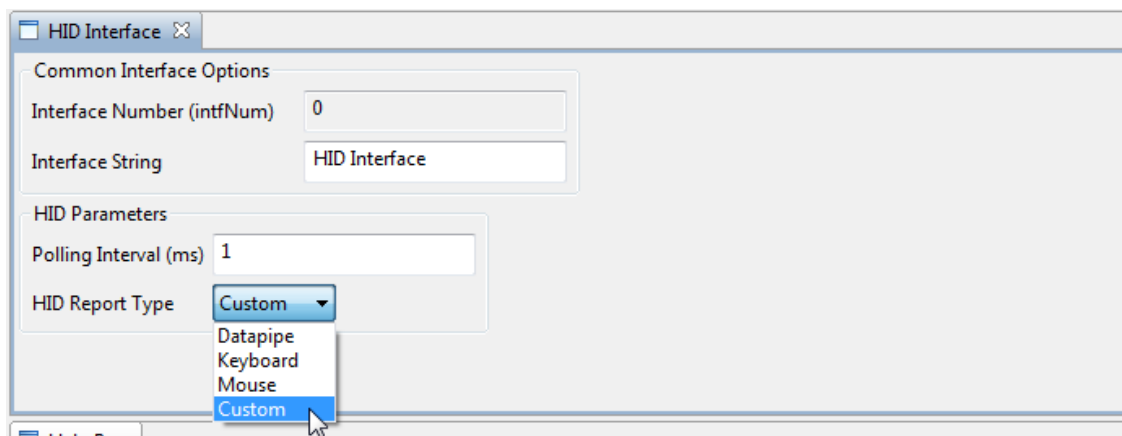 HID Interface
Common Interface Options
Interface Number (intfNum) 0
Interface String HID Interface
HID Parameters
Polling Interval (ms) 1
HID Report Type Custom
Datapipe
Keyboard
Mouse
Custom